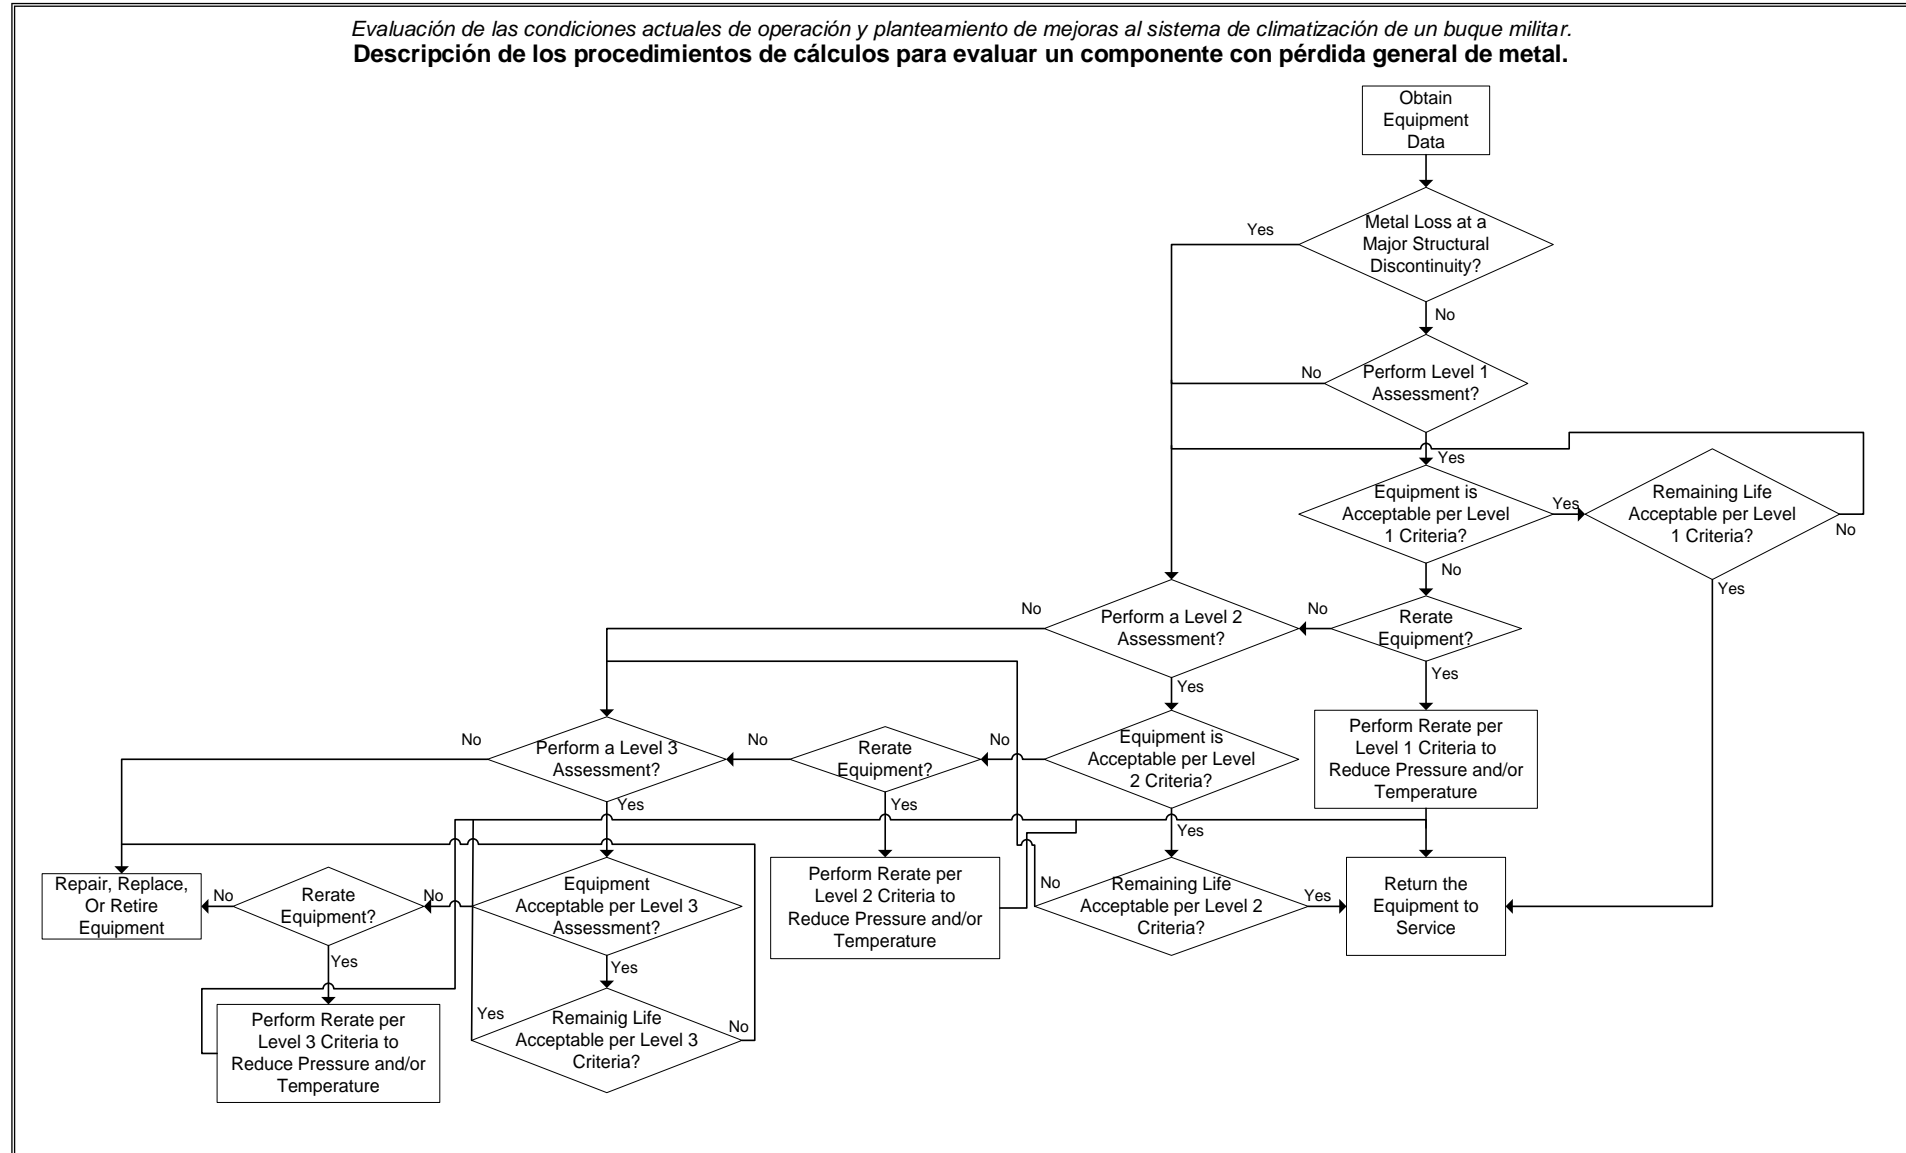 Evaluación de las condiciones actuales de operación y planteamiento de mejoras al sistema de climatización de un buque militar.
Descripción de los procedimientos de cálculos para evaluar un componente con pérdida general de metal.
Obtain
Equipment
Data
Metal Loss at a
Major Structural
Discontinuity?
Yes
No
Perform Level 1
Assessment?
No
Yes
Equipment is
Acceptable per Level
1 Criteria?
Yes
No
Remaining Life
Acceptable per Level
1 Criteria?
No
Yes
Rerate
Equipment?
No
Yes
Perform Rerate per
Level 1 Criteria to
Reduce Pressure and/or
Temperature
Perform a Level 2
Assessment?
No
Yes
Equipment is
Acceptable per Level
2 Criteria?
No
Yes
Rerate
Equipment?
No
Yes
Perform Rerate per
Level 2 Criteria to
Reduce Pressure and/or
Temperature
Remaining Life
Acceptable per Level 2
Criteria?
No
Yes
Return the
Equipment to
Service
Perform a Level 3
Assessment?
No
Yes
Equipment
Acceptable per Level 3
Assessment?
No
Yes
Rerate
Equipment?
No
Yes
Repair, Replace,
Or Retire
Equipment
Perform Rerate per
Level 3 Criteria to
Reduce Pressure and/or
Temperature
Remainig Life
Acceptable per Level 3
Criteria?
Yes
No